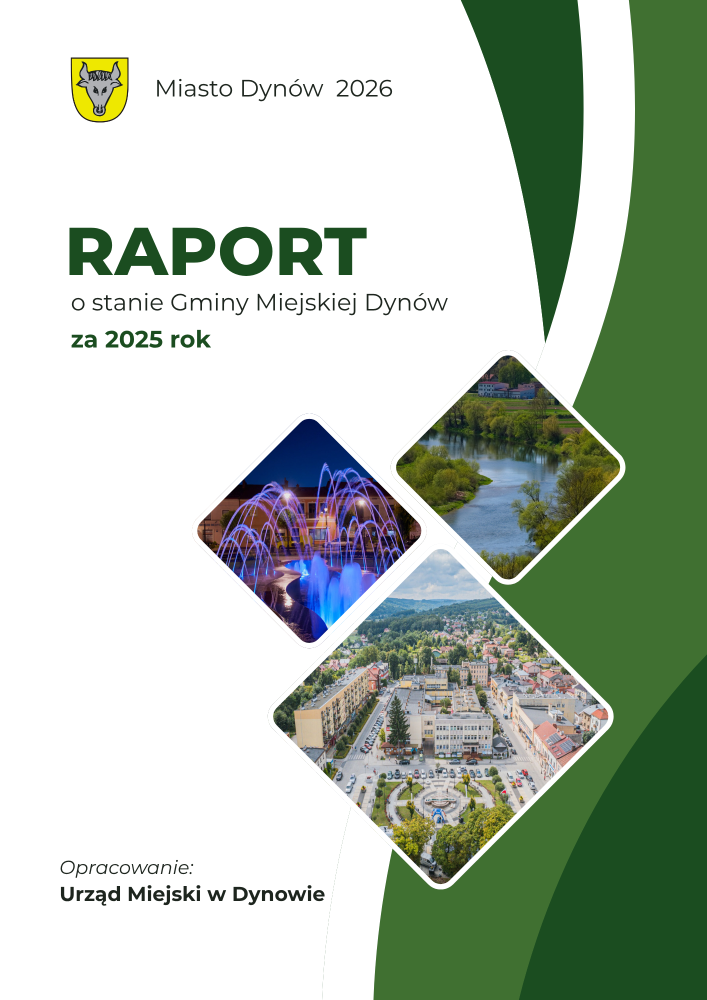 Miasto Dynów 2026
RAPORT
o stanie Gminy Miejskiej Dynów
za 2025 rok
Opracowanie:
Urząd Miejski w Dynowie